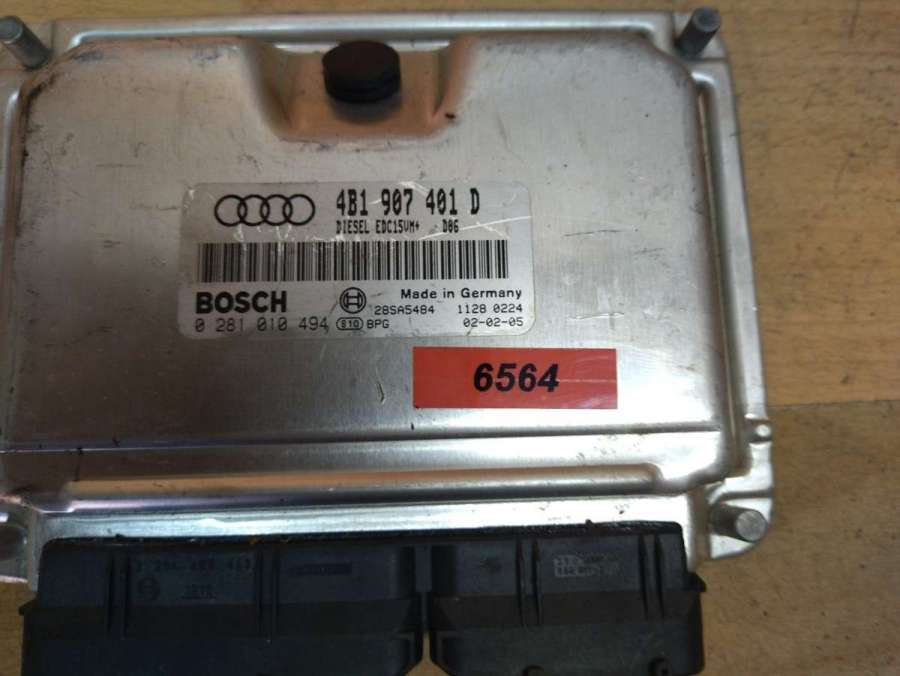 4B1 907 401 D
DIESEL EDC15VM+ D06
BOSCH
Made in Germany
28SA5484 1128 0224
0 281 010 494 S10 BPG 02-02-05
6564